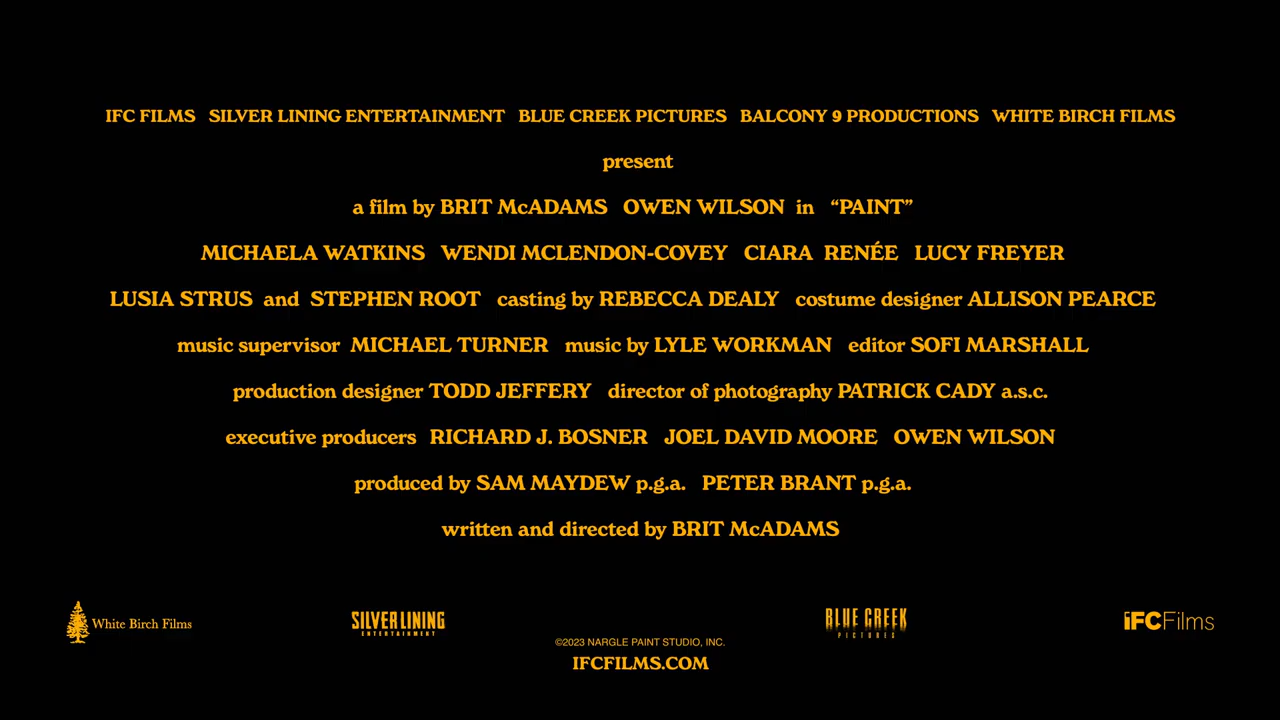 IFC FILMS SILVER LINING ENTERTAINMENT BLUE CREEK PICTURES BALCONY 9 PRODUCTIONS WHITE BIRCH FILMS
present
a film by BRIT McADAMS OWEN WILSON in “PAINT”
MICHAELA WATKINS WENDI MCLENDON-COVEY CIARA RENÉE LUCY FREYER
LUSIA STRUS and STEPHEN ROOT casting by REBECCA DEALY costume designer ALLISON PEARCE
music supervisor MICHAEL TURNER music by LYLE WORKMAN editor SOFI MARSHALL
production designer TODD JEFFERY director of photography PATRICK CADY a.s.c.
executive producers RICHARD J. BOSNER JOEL DAVID MOORE OWEN WILSON
produced by SAM MAYDEW p.g.a. PETER BRANT p.g.a.
written and directed by BRIT McADAMS
White Birch Films
SILVER LINING
ENTERTAINMENT
BLUE CREEK
PICTURES
IFC Films
©2023 NARGLE PAINT STUDIO, INC.
IFCFILMS.COM